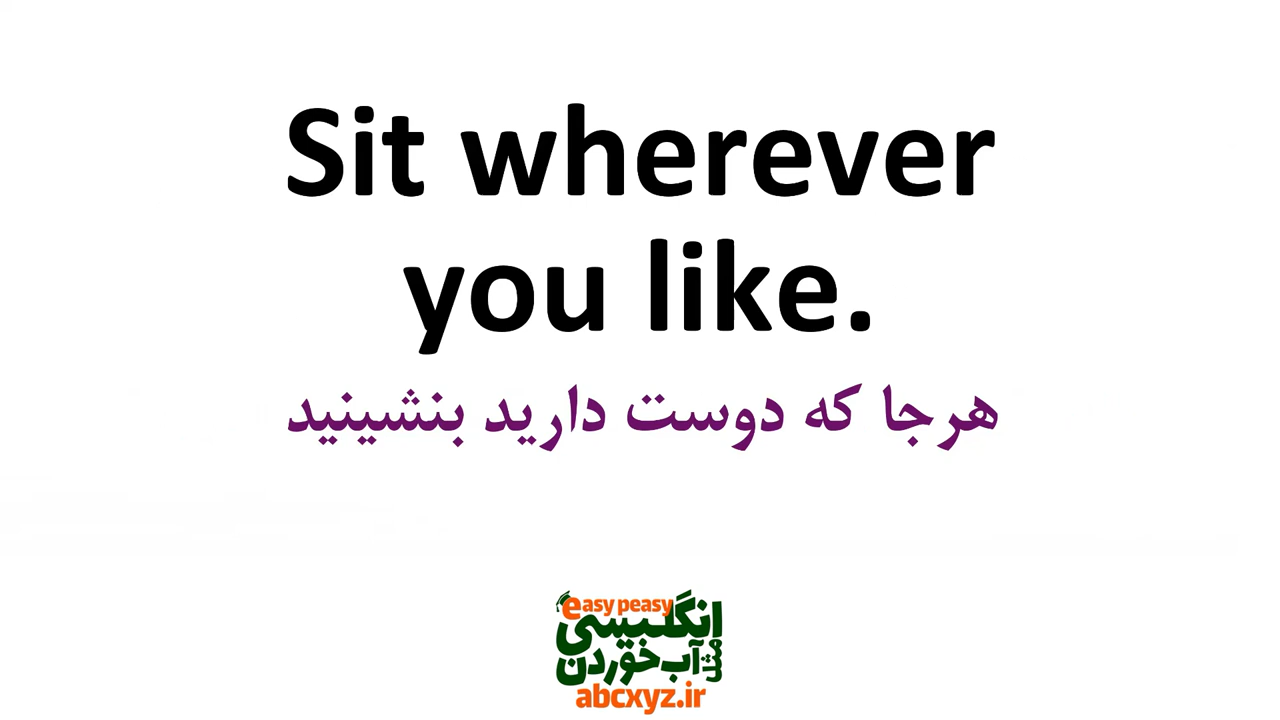 Sit wherever
you like.
هرجا که دوست دارید بنشینید
easy peasy
انگلیسی
مثل آب خوردن
abcxyz.ir